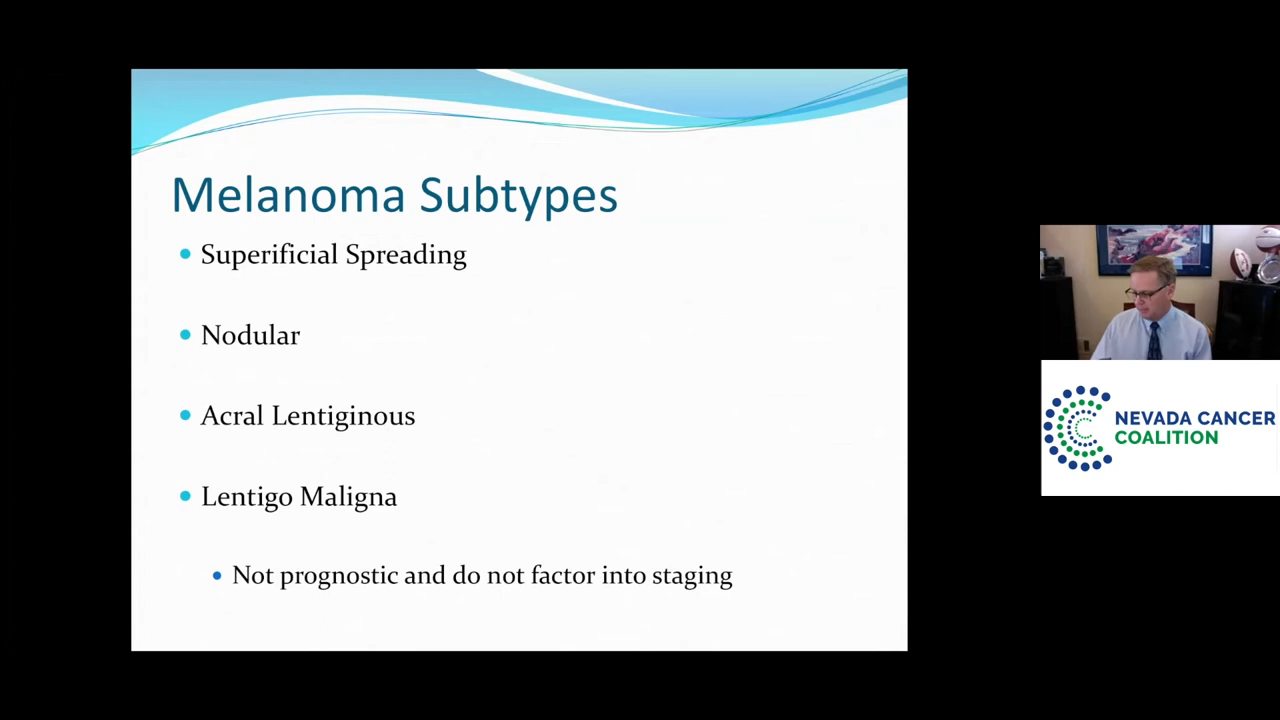 Melanoma Subtypes
Superificial Spreading
Nodular
Acral Lentiginous
Lentigo Maligna
Not prognostic and do not factor into staging
NEVADA CANCER
COALITION